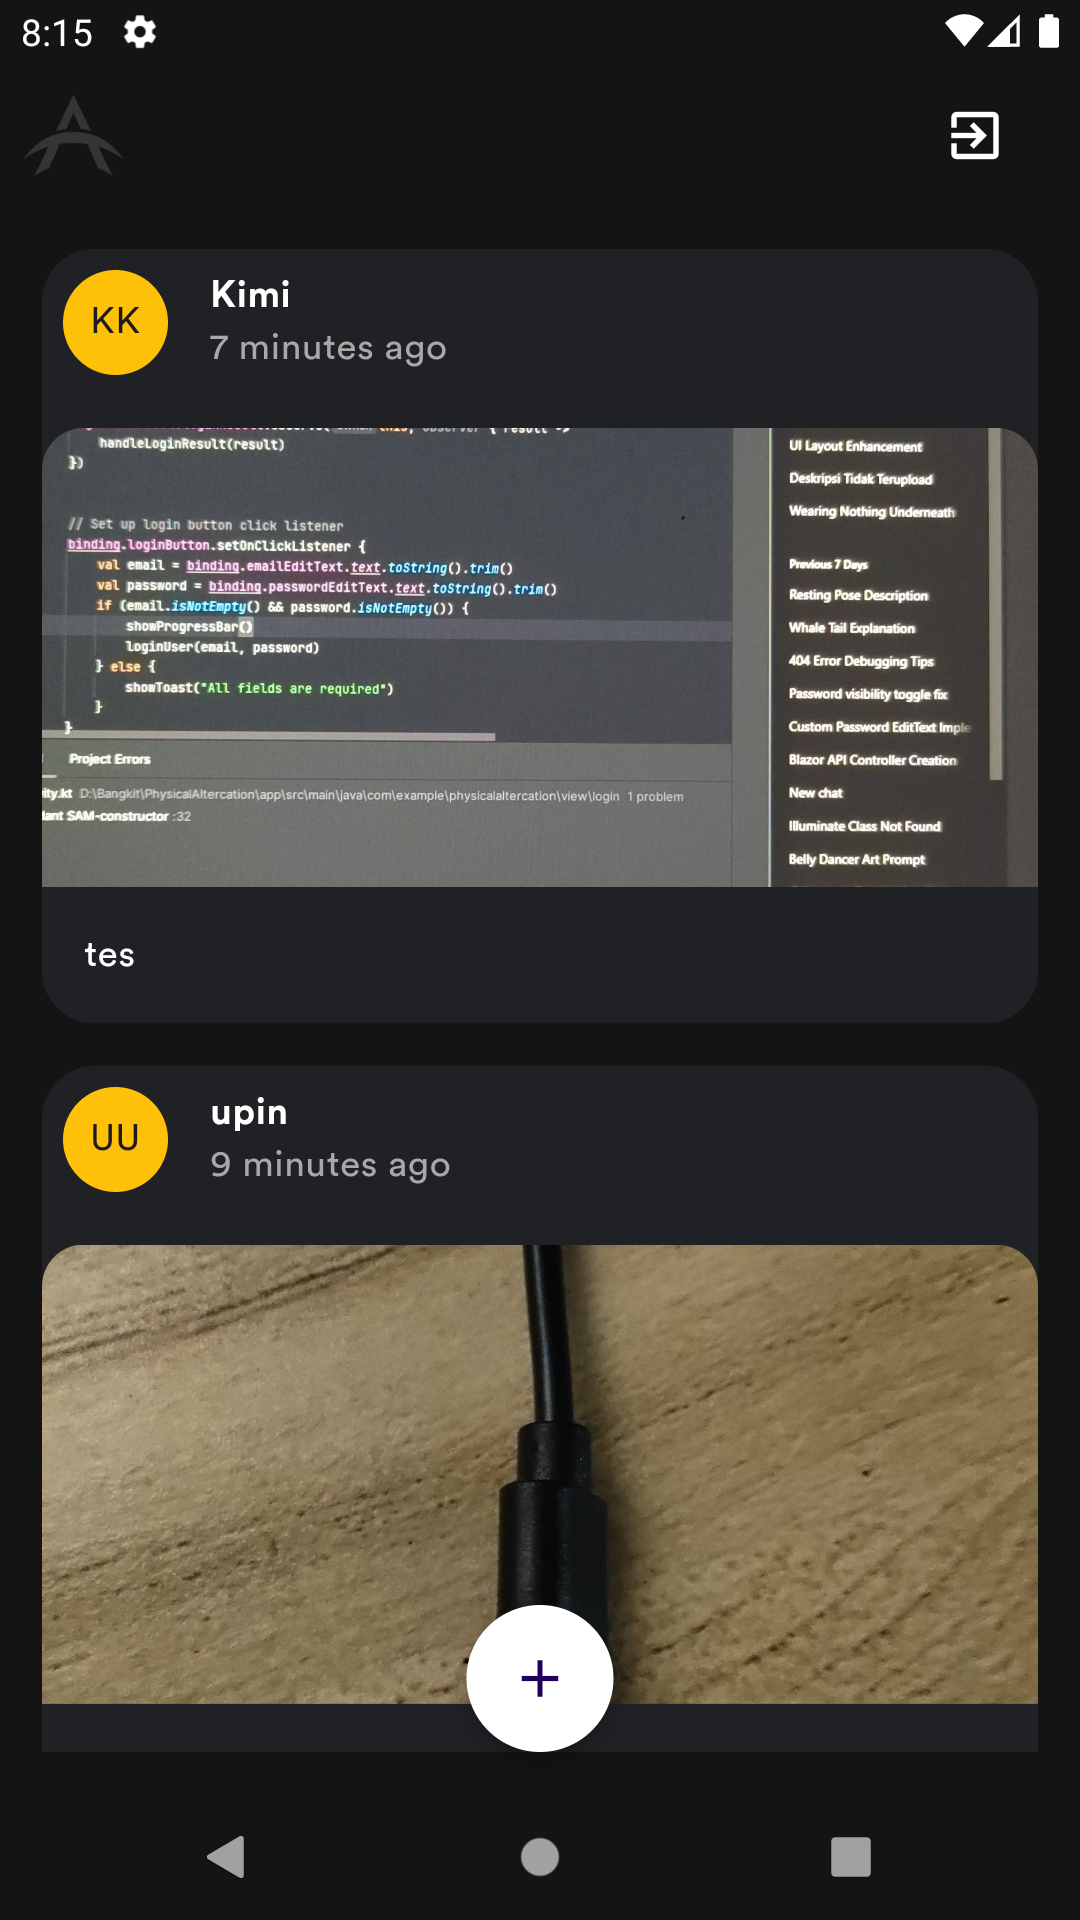 8:15
KK
Kimi
7 minutes ago
handleLoginResult(result)
})
// Set up login button click listener
binding.loginButton.setOnClickListener {
val email = binding.emailEditText.text.toString().trim()
val password = binding.passwordEditText.text.toString().trim()
if (email.isNotEmpty() && password.isNotEmpty()) {
showProgressBar()
loginUser(email, password)
} else {
showToast("All fields are required")
}
}
Project Errors
ity.kt D:\Bangkit\PhysicalAltercation\app\src\main\java\com\example\physicalaltercation\view\login 1 problem
dant SAM-constructor :32
UI Layout Enhancement
Deskripsi Tidak Terupload
Wearing Nothing Underneath
Previous 7 Days
Resting Pose Description
Whale Tail Explanation
404 Error Debugging Tips
Password visibility toggle fix
Custom Password EditText Imple
Blazor API Controller Creation
New chat
Illuminate Class Not Found
Belly Dancer Art Prompt
tes
UU
upin
9 minutes ago